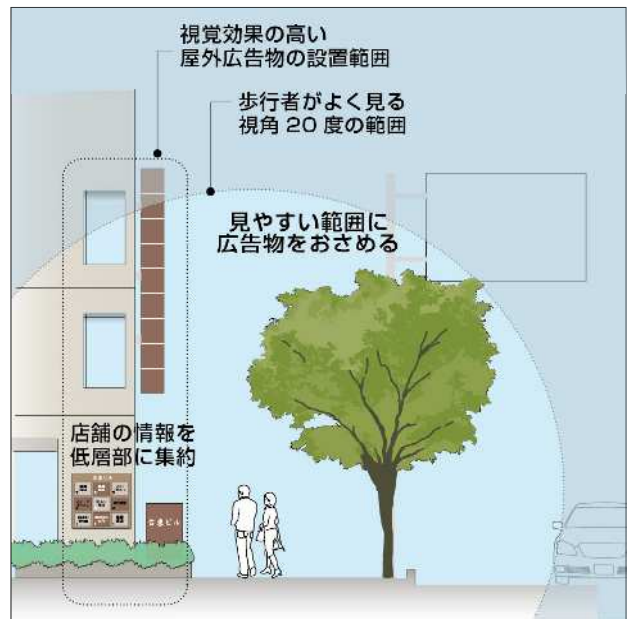 視覚効果の高い
屋外広告物の設置範囲
歩行者がよく見る
視角 20 度の範囲
見やすい範囲に
広告物をおさめる
店舗の情報を
低層部に集約